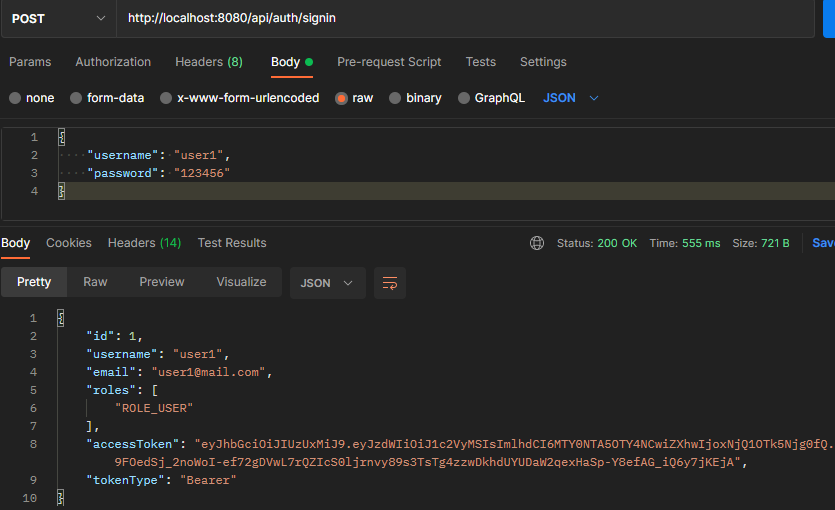 POST http://localhost:8080/api/auth/signin
Params Authorization Headers (8) Body Pre-request Script Tests Settings
none form-data x-www-form-urlencoded raw binary GraphQL JSON
1 {
2 "username": "user1",
3 "password": "123456"
4 }
Body Cookies Headers (14) Test Results Status: 200 OK Time: 555 ms Size: 721 B Save
Pretty Raw Preview Visualize JSON
1 {
2 "id": 1,
3 "username": "user1",
4 "email": "user1@mail.com",
5 "roles": [
6 "ROLE_USER"
7 ],
8 "accessToken": "eyJhbGciOiJIUzUxMiJ9.eyJzdWIiOiJ1c2VyMSIsImlhdCI6MTY0NTA5OTY4NCwiZXhwIjoxNjQ1OTk5Njg0fQ.
9FOedSj_2noWoI-ef72gDVwL7rQZIcS0ljrnvy89s3TsTg4zzwDkhdUYUDaW2qexHaSp-Y8efAG_iQ6y7jKEjA",
9 "tokenType": "Bearer"
10 }